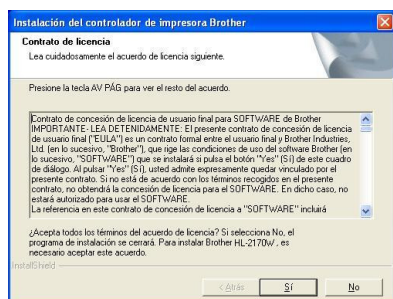 Instalación del controlador de impresora Brother
Contrato de licencia
Lea cuidadosamente el acuerdo de licencia siguiente.
Presione la tecla AV PÁG para ver el resto del acuerdo.
Contrato de concesión de licencia de usuario final para SOFTWARE de Brother
IMPORTANTE- LEA DETENIDAMENTE: El presente contrato de concesión de licencia
de usuario final ("EULA") es un contrato formal entre el usuario y Brother Industries,
Ltd. (en lo sucesivo, "Brother"), que rige las condiciones de uso del software Brother (en
lo sucesivo, "SOFTWARE") que se instalará si pulsa el botón "Yes" (Sí) de este cuadro
de diálogo. Al pulsar "Yes" (Sí), usted admite expresamente quedar vinculado por el
presente contrato. Si no está de acuerdo con los términos recogidos en el presente
contrato, no obtendrá la concesión de licencia para el SOFTWARE. En dicho caso, no
estará autorizado para usar el SOFTWARE.
La referencia en este contrato de concesión de licencia a "SOFTWARE" incluirá
¿Acepta todos los términos del acuerdo de licencia? Si selecciona No, el
programa de instalación se cerrará. Para instalar Brother HL-2170W , es
necesario aceptar este acuerdo.
InstallShield
< Atrás Sí No